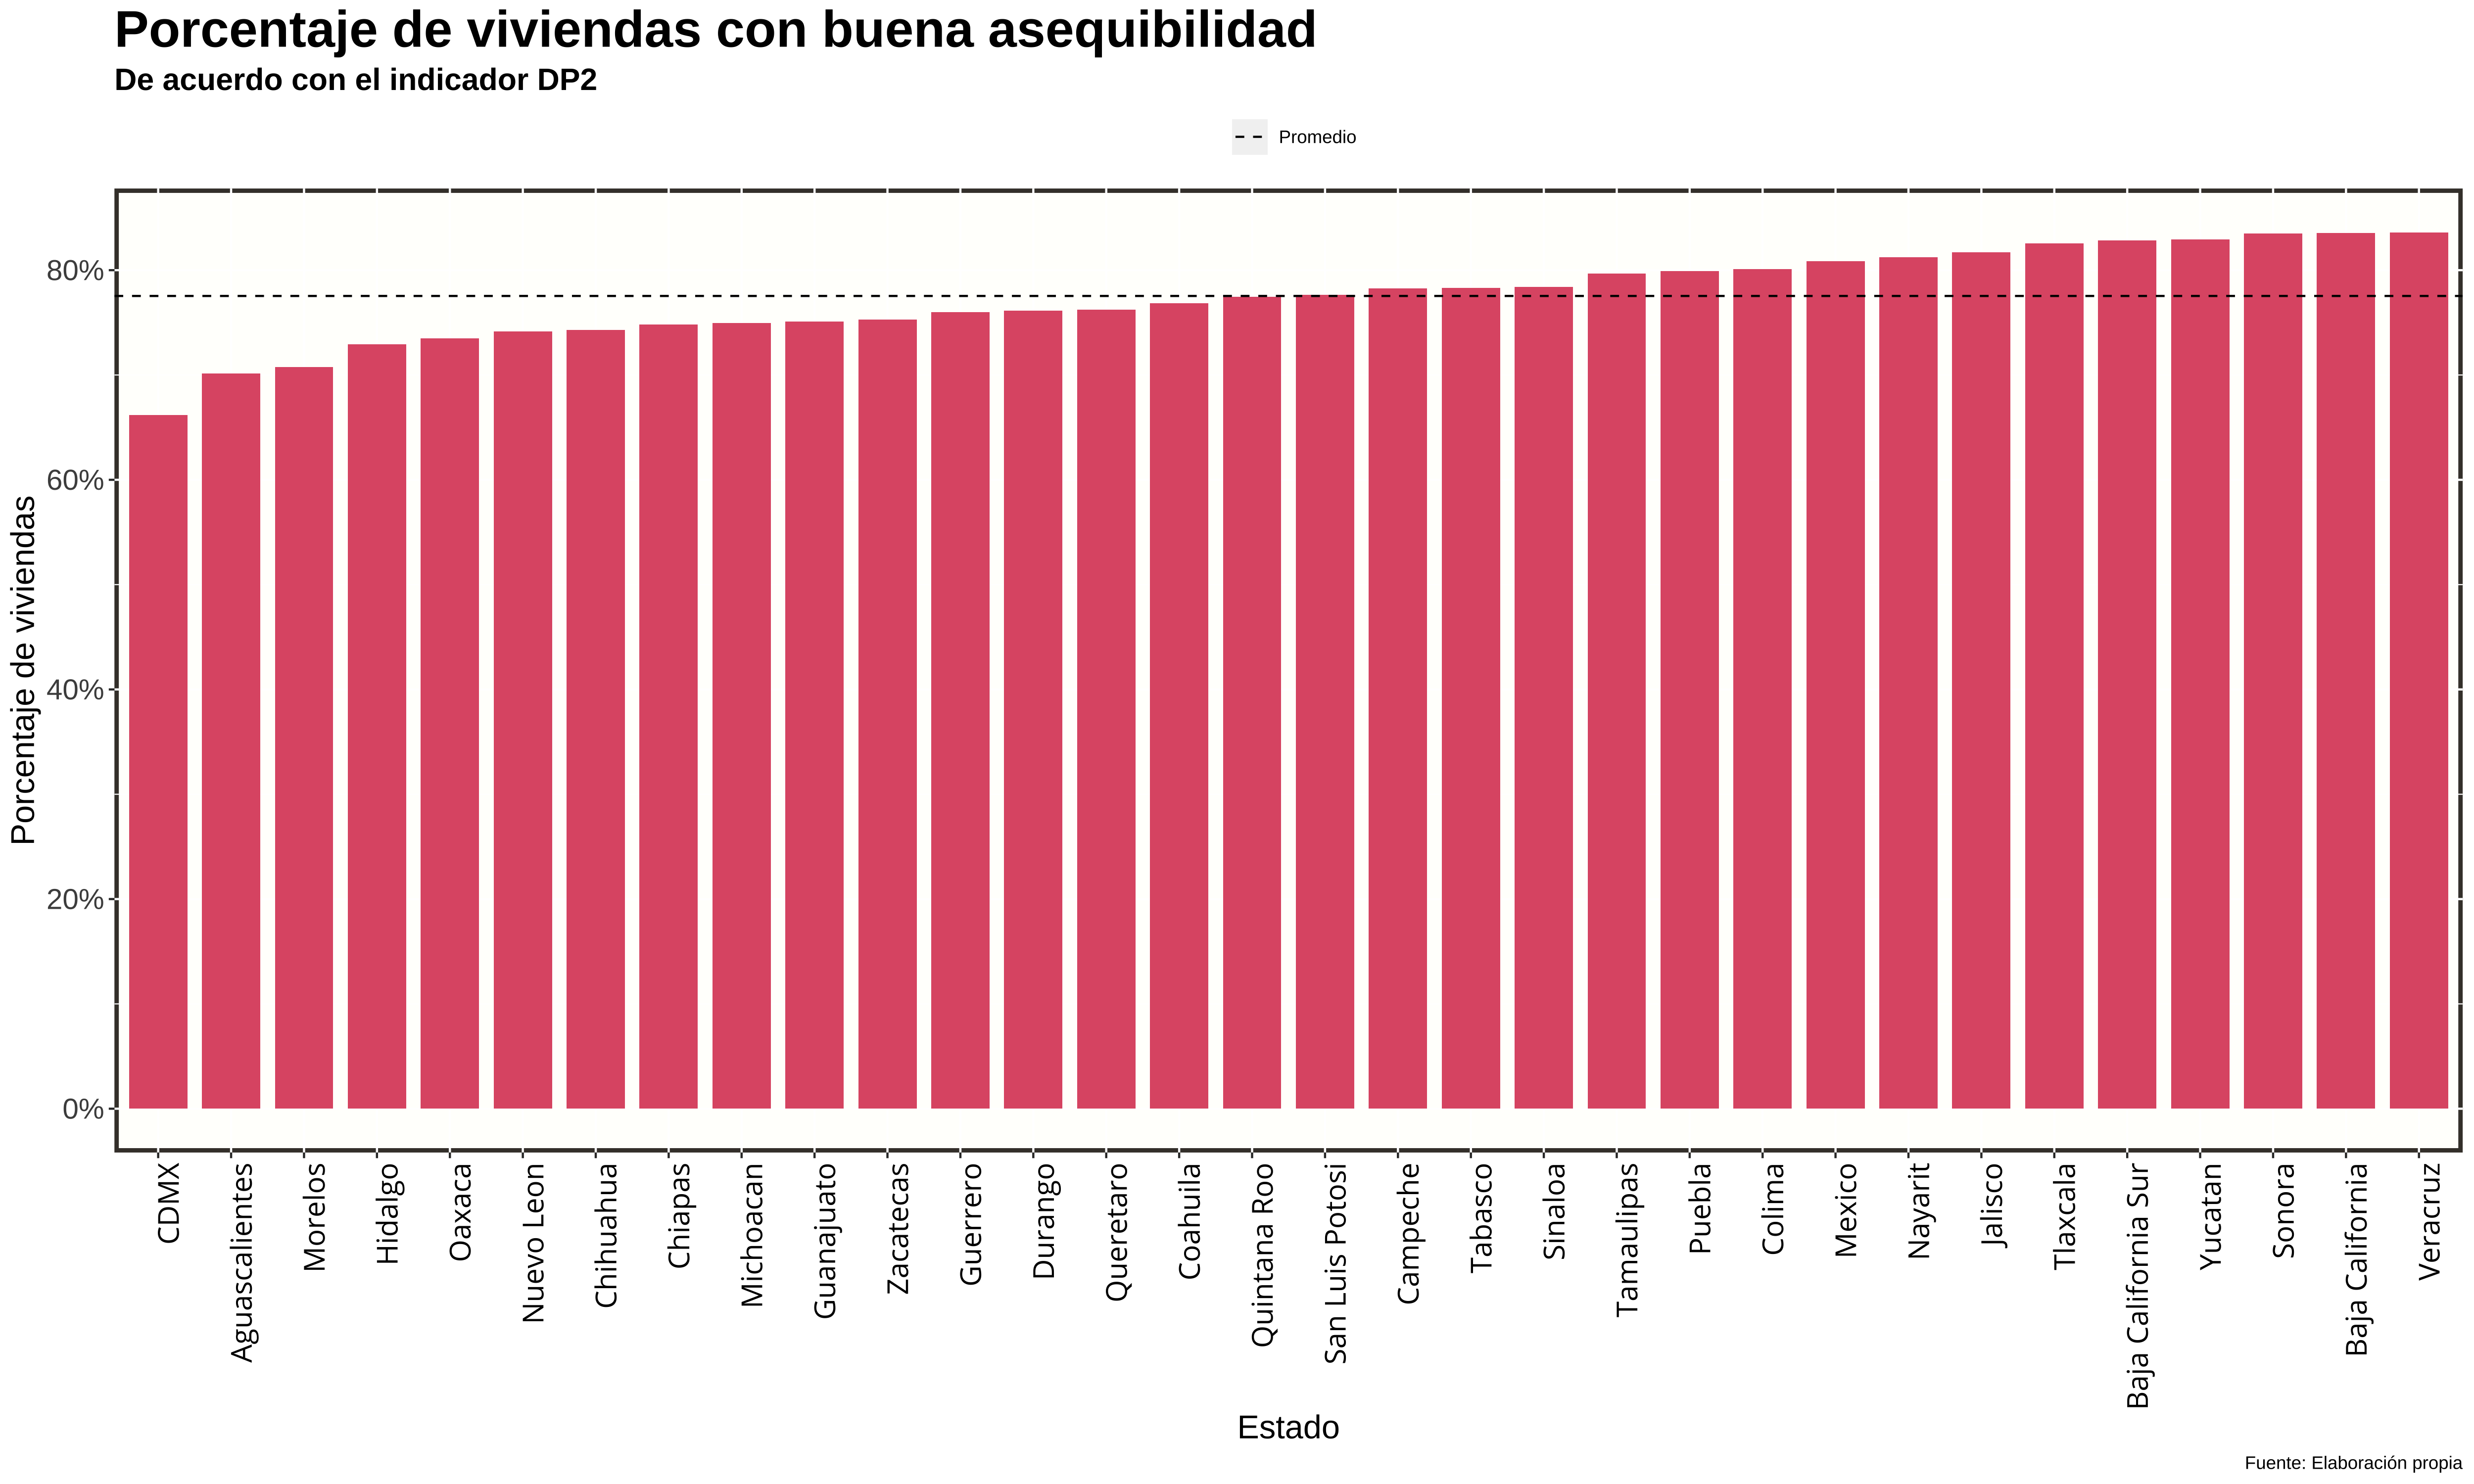 Porcentaje de viviendas con buena asequibilidad
De acuerdo con el indicador DP2
Promedio
Porcentaje de viviendas
80%
60%
40%
20%
0%
CDMX
Aguascalientes
Morelos
Hidalgo
Oaxaca
Nuevo Leon
Chihuahua
Chiapas
Michoacan
Guanajuato
Zacatecas
Guerrero
Durango
Queretaro
Coahuila
Quintana Roo
San Luis Potosi
Campeche
Tabasco
Sinaloa
Tamaulipas
Puebla
Colima
Mexico
Nayarit
Jalisco
Tlaxcala
Baja California Sur
Yucatan
Sonora
Baja California
Veracruz
Estado
Fuente: Elaboración propia